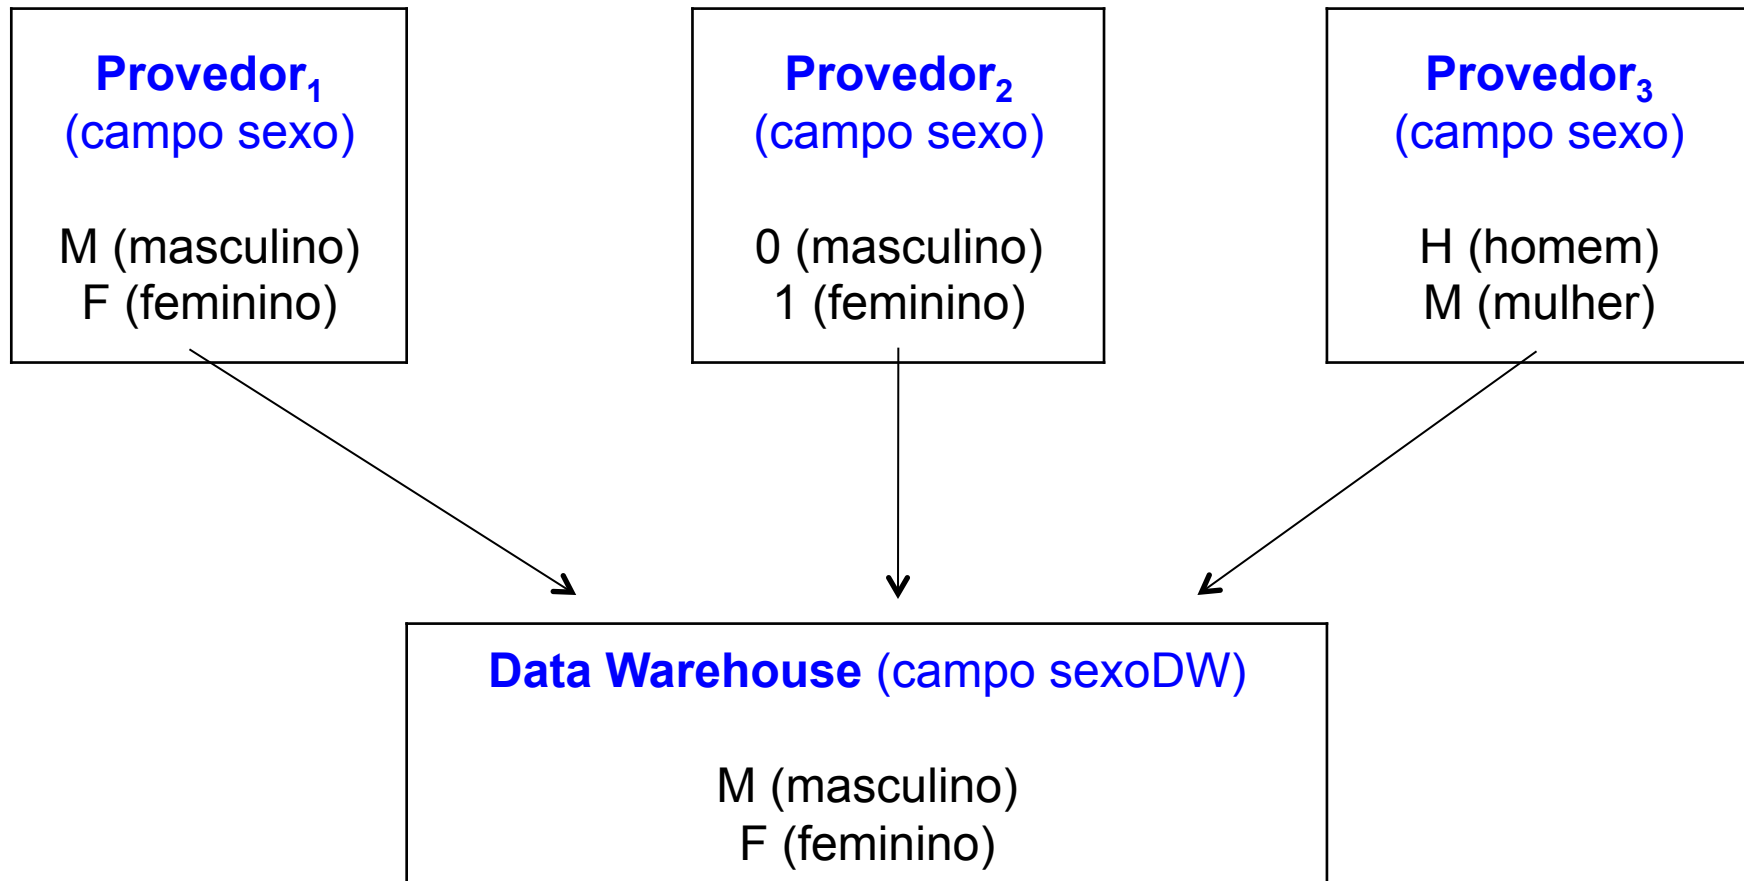 Provedor₁
(campo sexo)
M (masculino)
F (feminino)
Provedor₂
(campo sexo)
0 (masculino)
1 (feminino)
Provedor₃
(campo sexo)
H (homem)
M (mulher)
Data Warehouse (campo sexoDW)
M (masculino)
F (feminino)